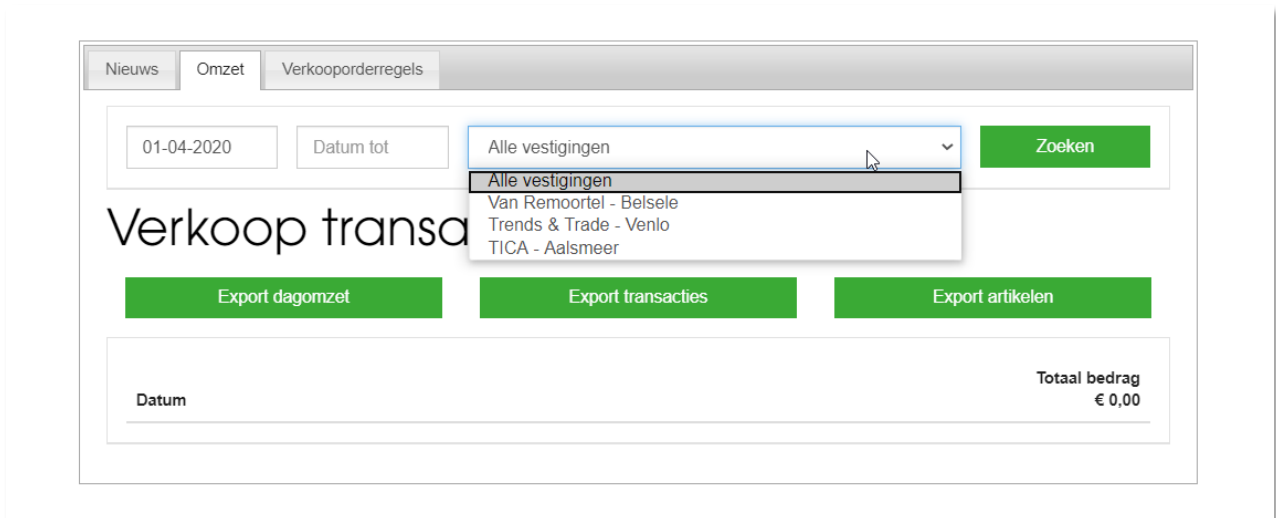 Nieuws Omzet Verkooporderregels
01-04-2020 Datum tot Alle vestigingen Zoeken
Alle vestigingen
Van Remoortel - Belsele
Trends & Trade - Venlo
TICA - Aalsmeer
Verkoop transa
Export dagomzet Export transacties Export artikelen
Totaal bedrag
Datum € 0,00